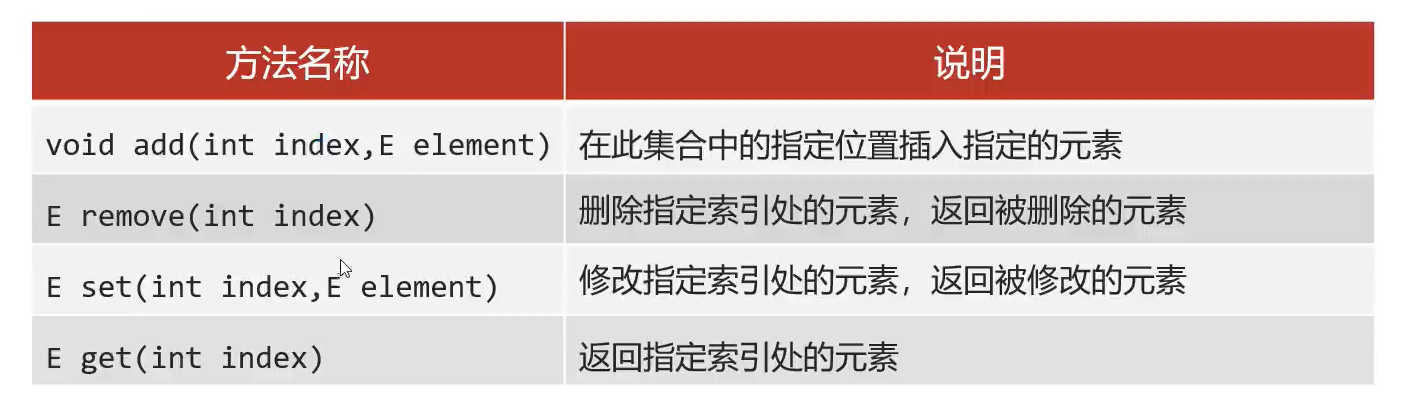 方法名称 说明
void add(int index,E element) 在此集合中的指定位置插入指定的元素
E remove(int index) 删除指定索引处的元素，返回被删除的元素
E set(int index,E element) 修改指定索引处的元素，返回被修改的元素
E get(int index) 返回指定索引处的元素